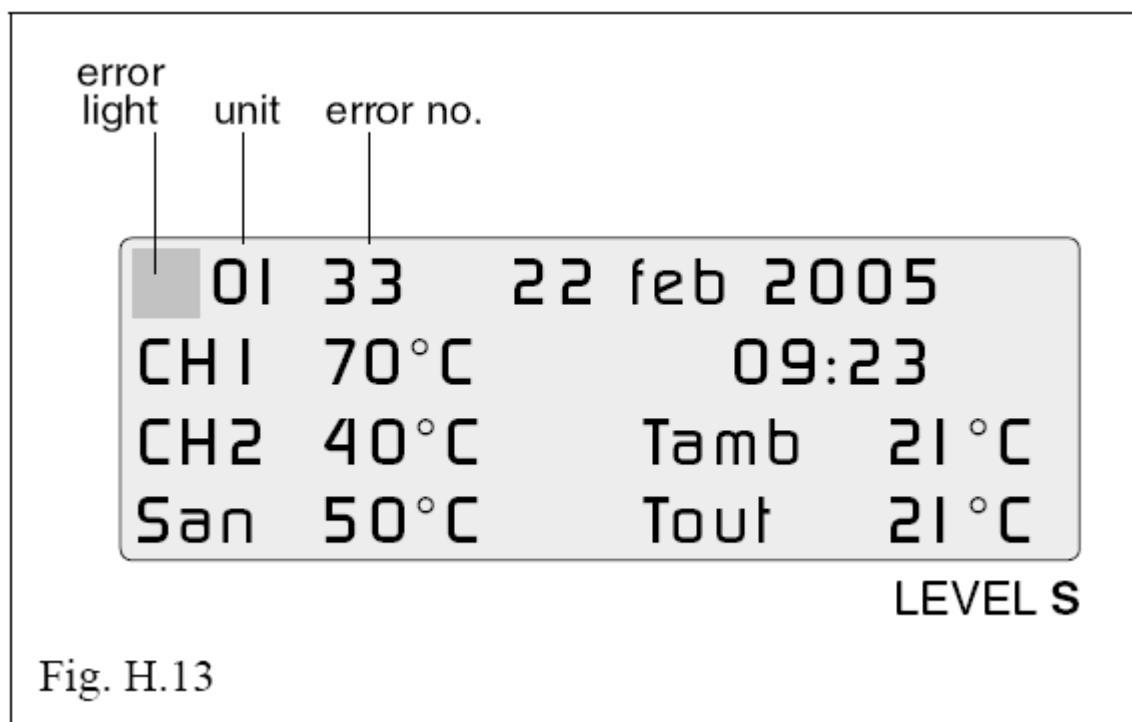 error
light unit error no.
01 33 22 feb 2005
CH1 70°C 09:23
CH2 40°C Tamb 21°C
San 50°C Tout 21°C
LEVEL S
Fig. H.13